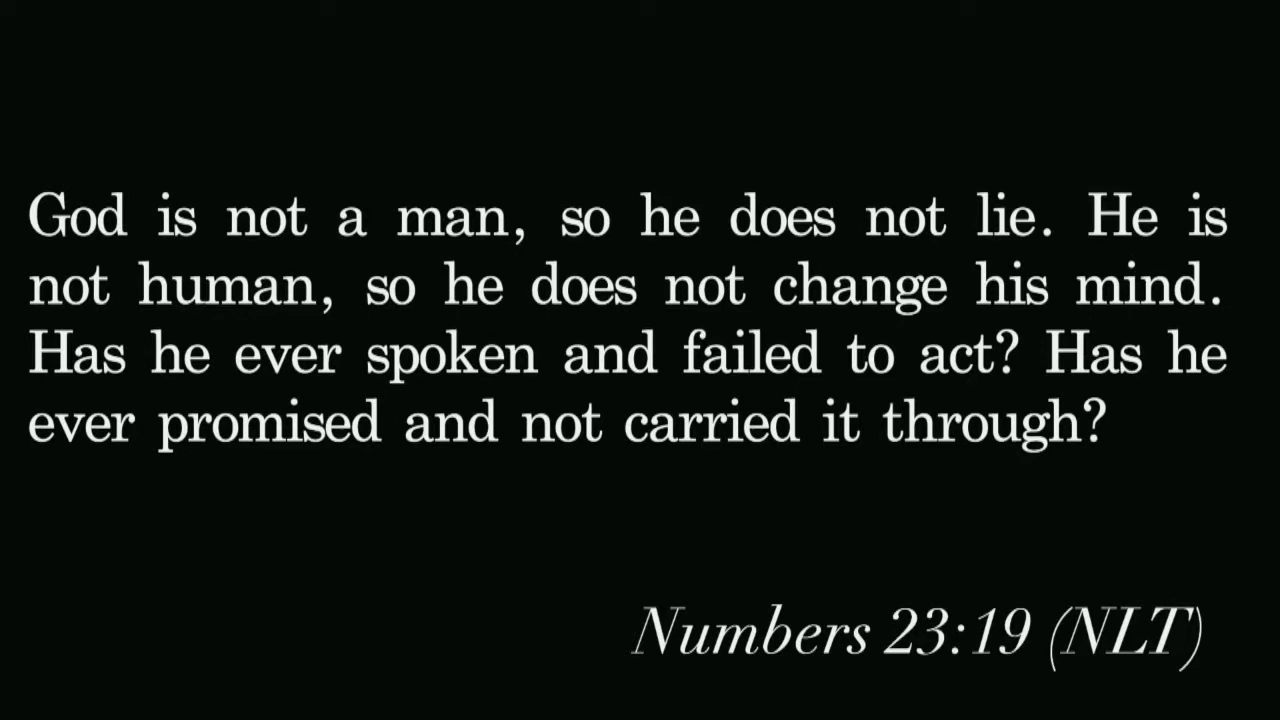 God is not a man, so he does not lie. He is
not human, so he does not change his mind.
Has he ever spoken and failed to act? Has he
ever promised and not carried it through?
Numbers 23:19 (NLT)